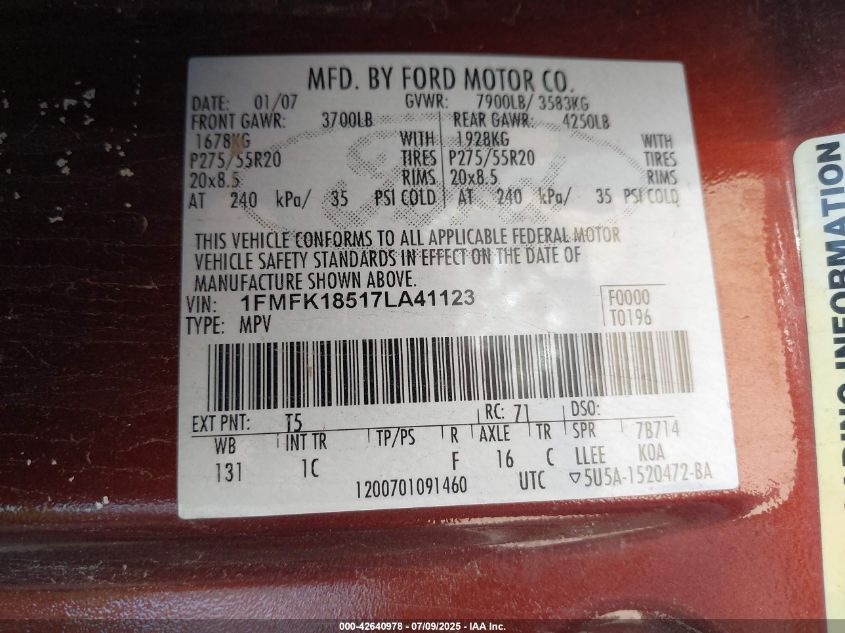 MFD. BY FORD MOTOR CO.
DATE: 01/07 GVWR: 7900LB/ 3583KG
FRONT GAWR: 3700LB REAR GAWR: 4250LB
1678KG WITH 1928KG WITH
P275/55R20 TIRES P275/55R20 TIRES
20x8.5 RIMS 20x8.5 RIMS
AT 240 kPa/ 35 PSI COLD AT 240 kPa/ 35 PSI COLD
THIS VEHICLE CONFORMS TO ALL APPLICABLE FEDERAL MOTOR
VEHICLE SAFETY STANDARDS IN EFFECT ON THE DATE OF
MANUFACTURE SHOWN ABOVE.
VIN: 1FMFK18517LA41123 F0000
TYPE: MPV T0196
EXT PNT: T5 RC: 71 DSO:
WB INT TR TP/PS R AXLE TR SPR 7B714
131 1C F 16 C LLEE KOA
1200701091460 UTC ▽5U5A-1520472-BA
INFORMATION
000-42640978 - 07/09/2025 - IAA Inc.